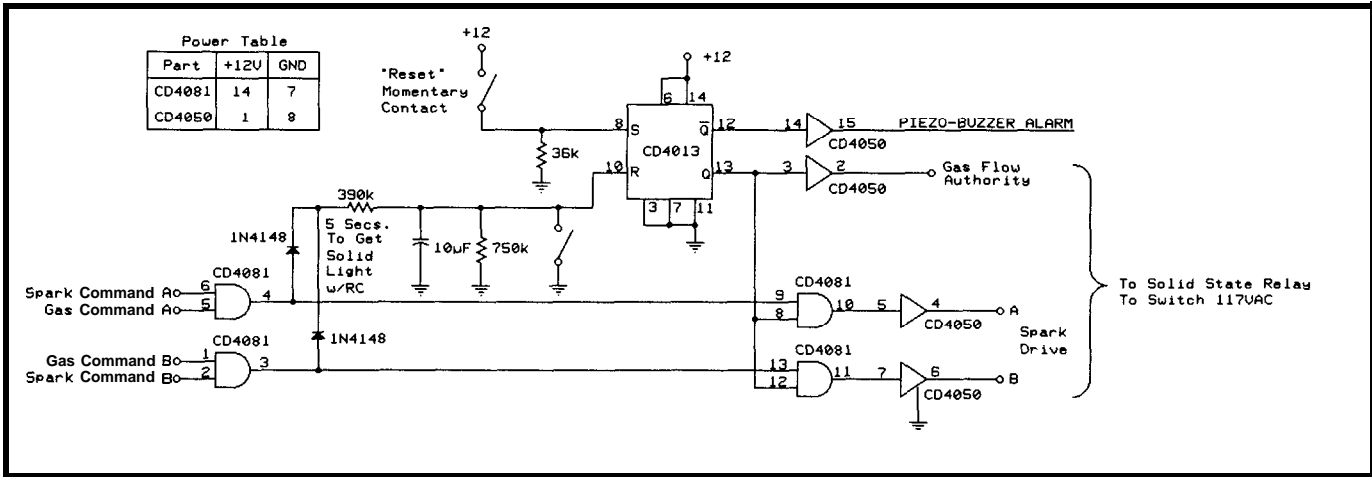 Power Table
Part +12V GND
CD4081 14 7
CD4050 1 8
+12
"Reset"
Momentary
Contact
+12
6 14
8 S Q 12
CD4013
10 R Q 13
3 7 11
36k
14 15 PIEZO-BUZZER ALARM
CD4050
3 2 Gas Flow
Authority
CD4050
390k
5 Secs.
To Get
Solid
Light
w/RC
1N4148
10µF
750k
CD4081
Spark Command A 6
Gas Command A 5
4
1N4148
CD4081
Gas Command B 1
Spark Command B 2
3
CD4081
9
8
10 5 4 A
CD4050
Spark
Drive
CD4081
13
12
11 7 6 B
CD4050
To Solid State Relay
To Switch 117VAC